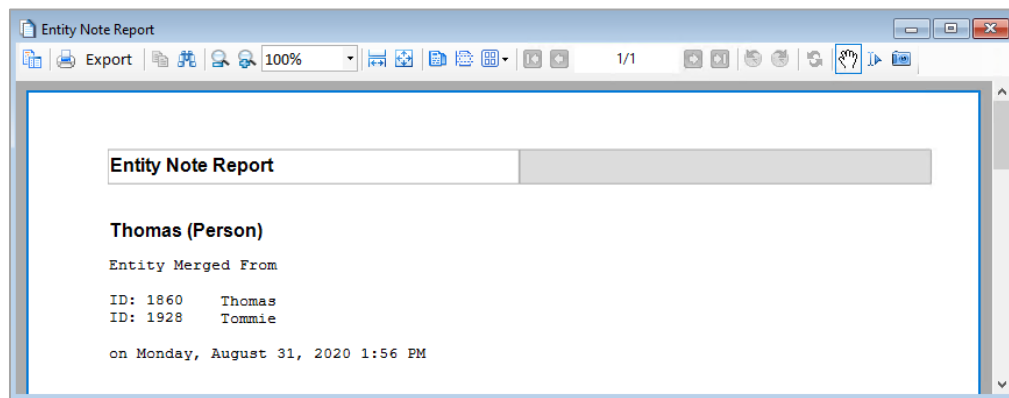 Entity Note Report
Export 100% 1/1
Entity Note Report
Thomas (Person)
Entity Merged From
ID: 1860 Thomas
ID: 1928 Tommie
on Monday, August 31, 2020 1:56 PM